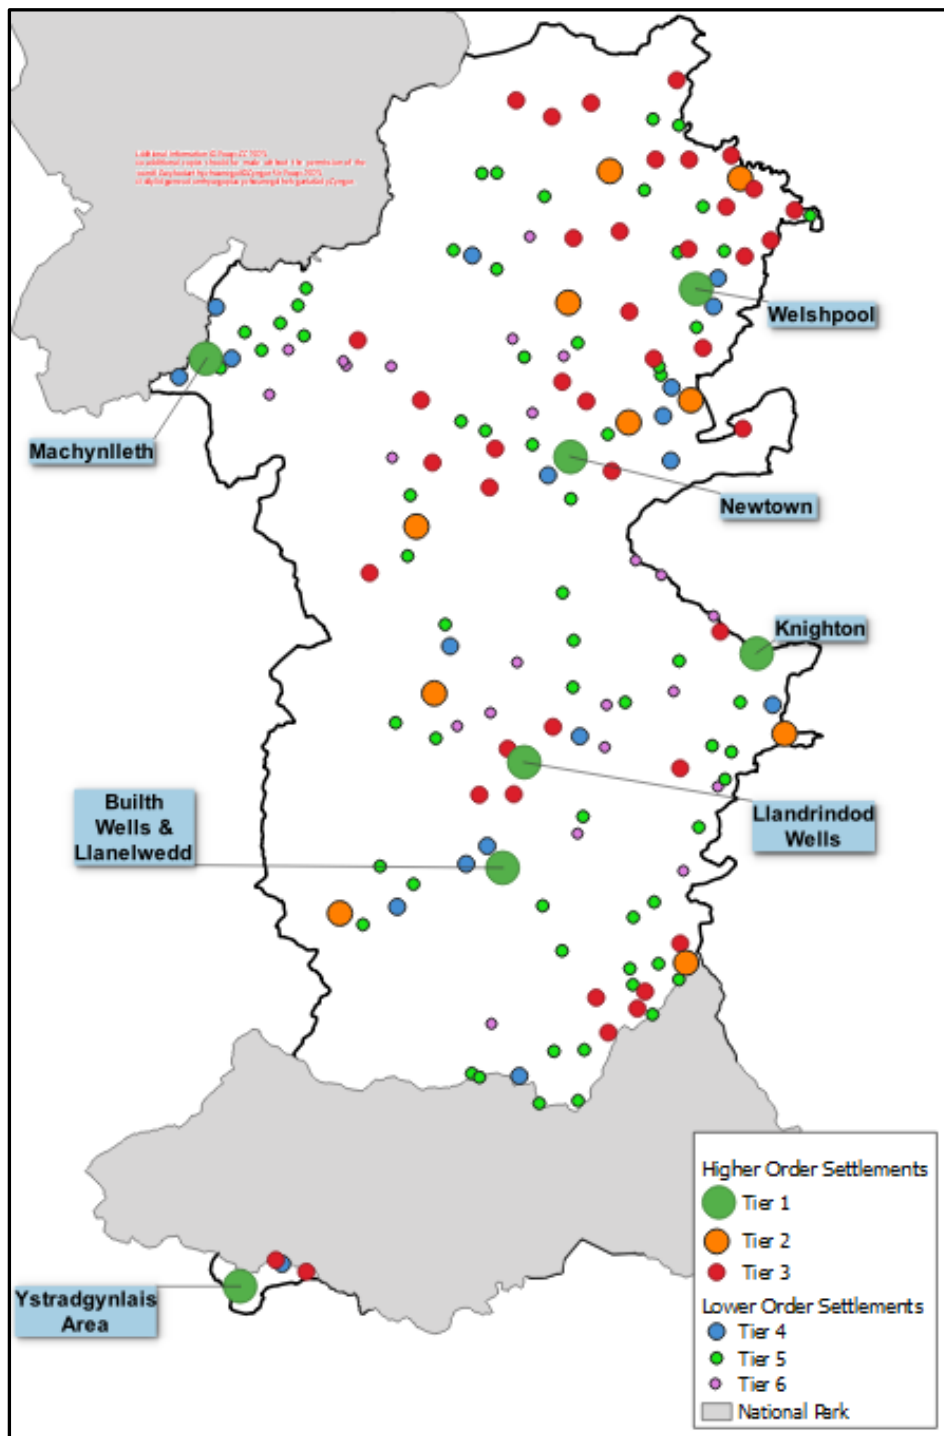 Welshpool
Machynlleth
Newtown
Knighton
Builth
Wells &
Llanelwedd
Llandrindod
Wells
Ystradgynlais
Area
Higher Order Settlements
Tier 1
Tier 2
Tier 3
Lower Order Settlements
Tier 4
Tier 5
Tier 6
National Park